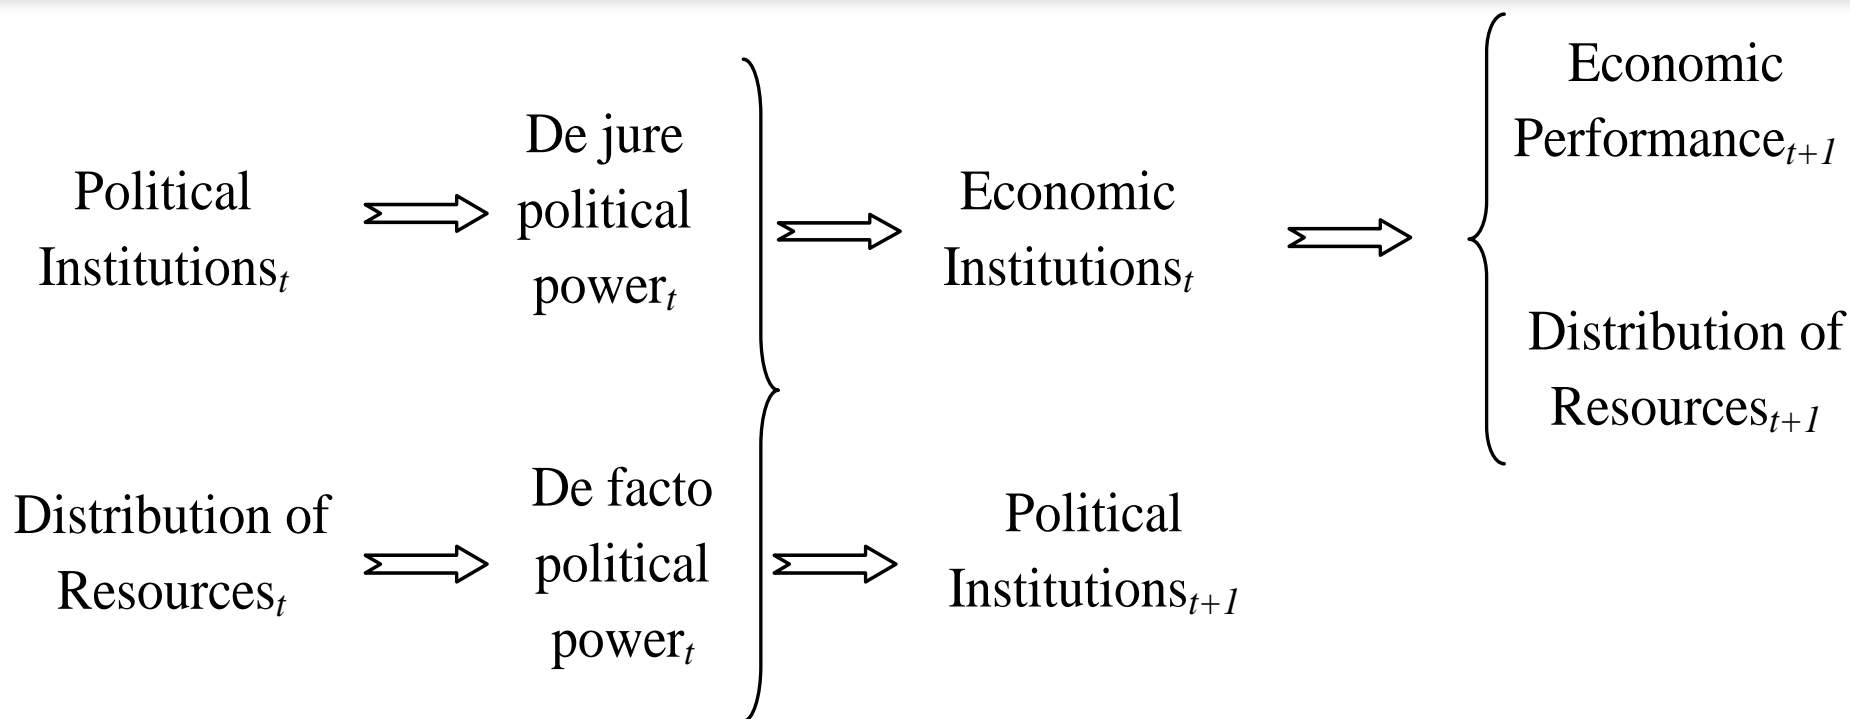 Political
Institutionst
De jure
political
powert
Economic
Institutionst
Economic
Performancet+1
Distribution of
Resourcest+1
Distribution of
Resourcest
De facto
political
powert
Political
Institutionst+1